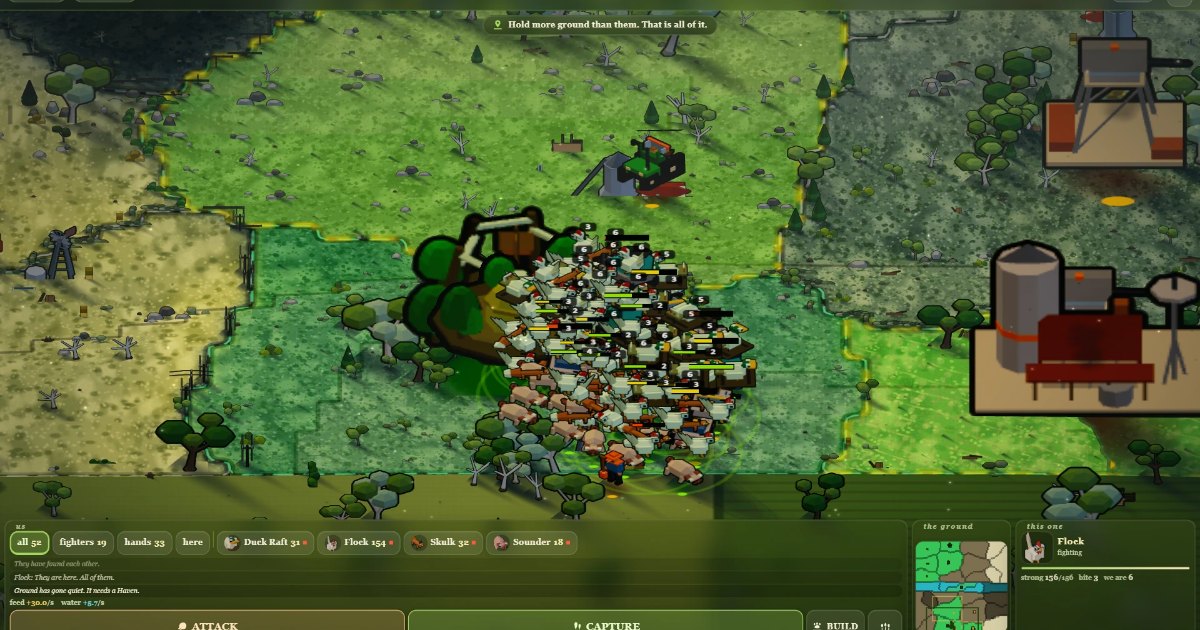 Hold more ground than them. That is all of it.
us
all 52 fighters 19 hands 33 here Duck Raft 31 Flock 154 Skulk 32 Sounder 18
They have found each other.
Flock: They are here. All of them.
Ground has gone quiet. It needs a Haven.
feed +30.0/s water +5.7/s
ATTACK CAPTURE BUILD
the ground
this one
Flock
fighting
strong 156/156 bite 3 we are 6